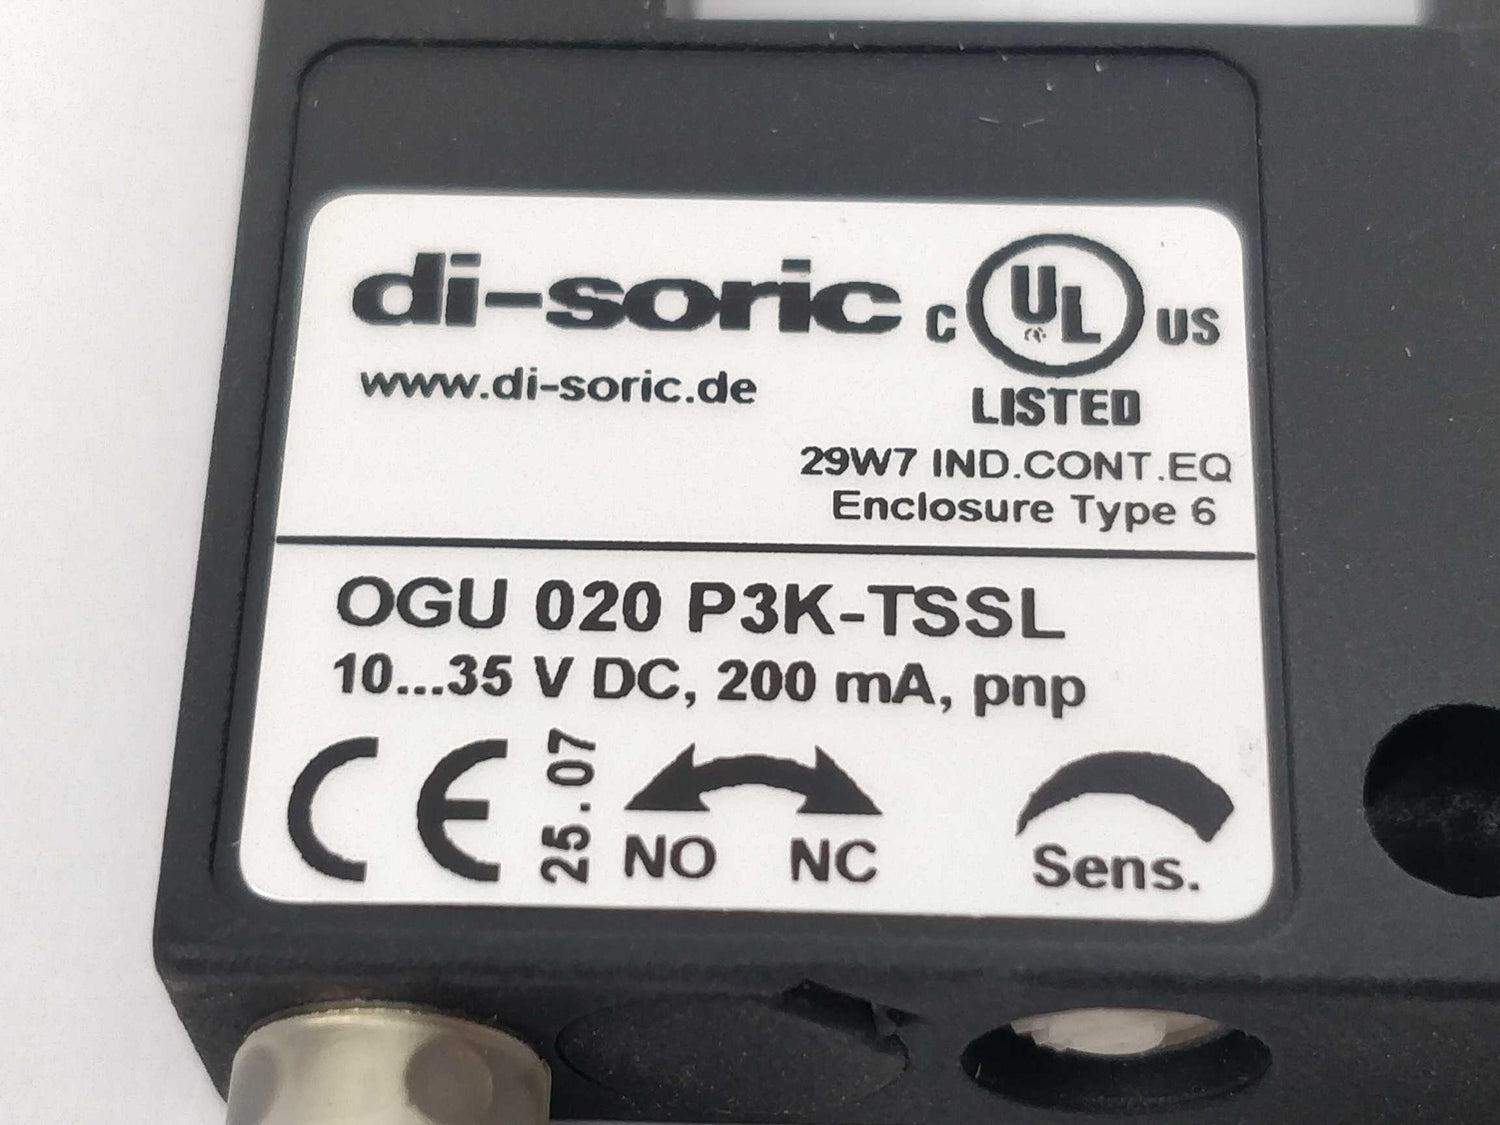 di-soric
www.di-soric.de
C UL US
LISTED
29W7 IND.CONT.EQ
Enclosure Type 6
OGU 020 P3K-TSSL
10...35 V DC, 200 mA, pnp
CE
25.07
NO NC
Sens.